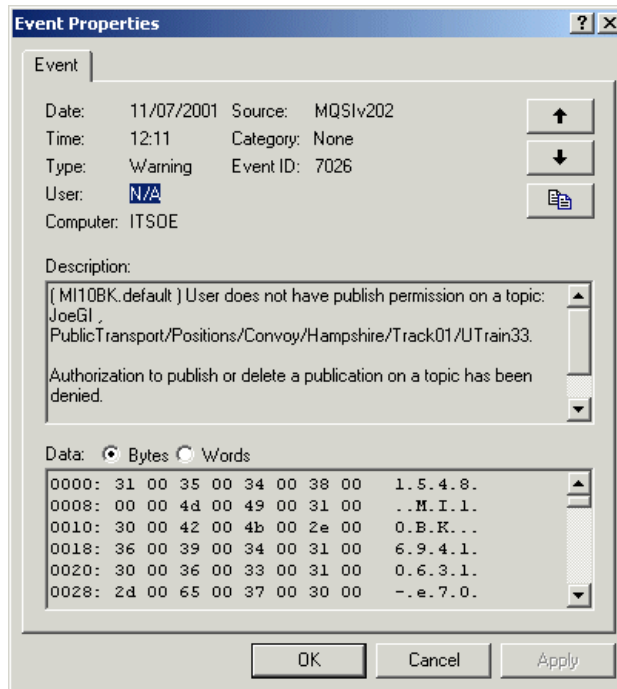 Event Properties
Event
Date: 11/07/2001 Source: MQSIv202
Time: 12:11 Category: None
Type: Warning Event ID: 7026
User: N/A
Computer: ITSOE
Description:
( MI10BK.default ) User does not have publish permission on a topic:
JoeGI ,
PublicTransport/Positions/Convoy/Hampshire/Track01/UTrain33.
Authorization to publish or delete a publication on a topic has been
denied.
Data: Bytes Words
0000: 31 00 35 00 34 00 38 00 1.5.4.8.
0008: 00 00 4d 00 49 00 31 00 ..M.I.1.
0010: 30 00 42 00 4b 00 2e 00 0.B.K...
0018: 36 00 39 00 34 00 31 00 6.9.4.1.
0020: 30 00 36 00 33 00 31 00 0.6.3.1.
0028: 2d 00 65 00 37 00 30 00 -.e.7.0.
OK Cancel Apply